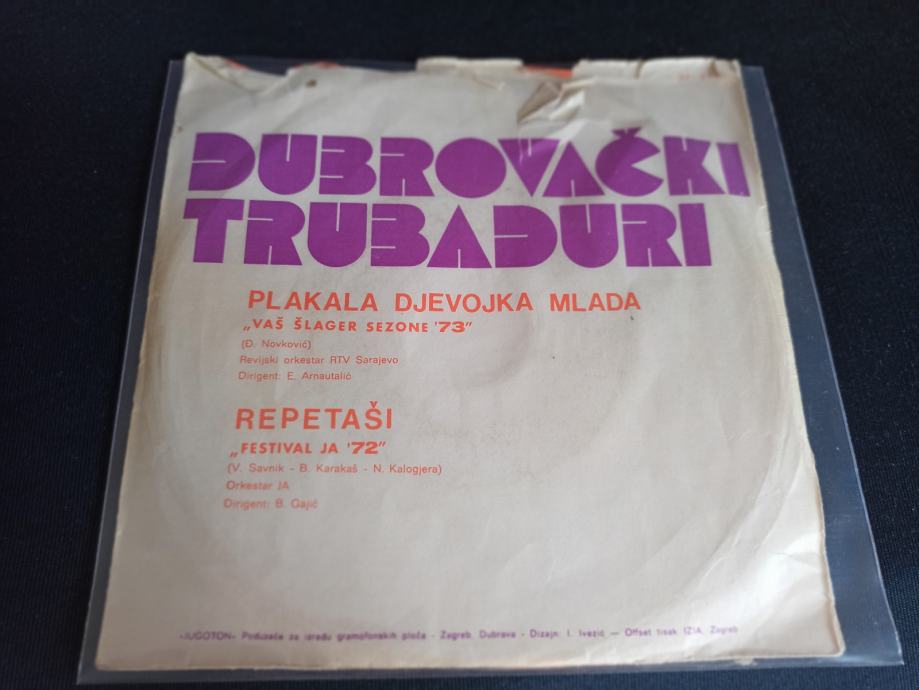 DUBROVAČKI
TRUBADURI
PLAKALA DJEVOJKA MLADA
„VAŠ ŠLAGER SEZONE '73”
(Đ. Novković)
Revijski orkestar RTV Sarajevo
Dirigent: E. Arnautalić
REPETAŠI
„FESTIVAL JA '72”
(V. Savnik - B. Karakaš - N. Kalogjera)
Orkestar JA
Dirigent: B. Gajić
»JUGOTON« Poduzeće za izradu gramofonskih ploča - Zagreb, Dubrava - Dizajn: I. Ivezić — Offset tisak IZIA, Zagreb